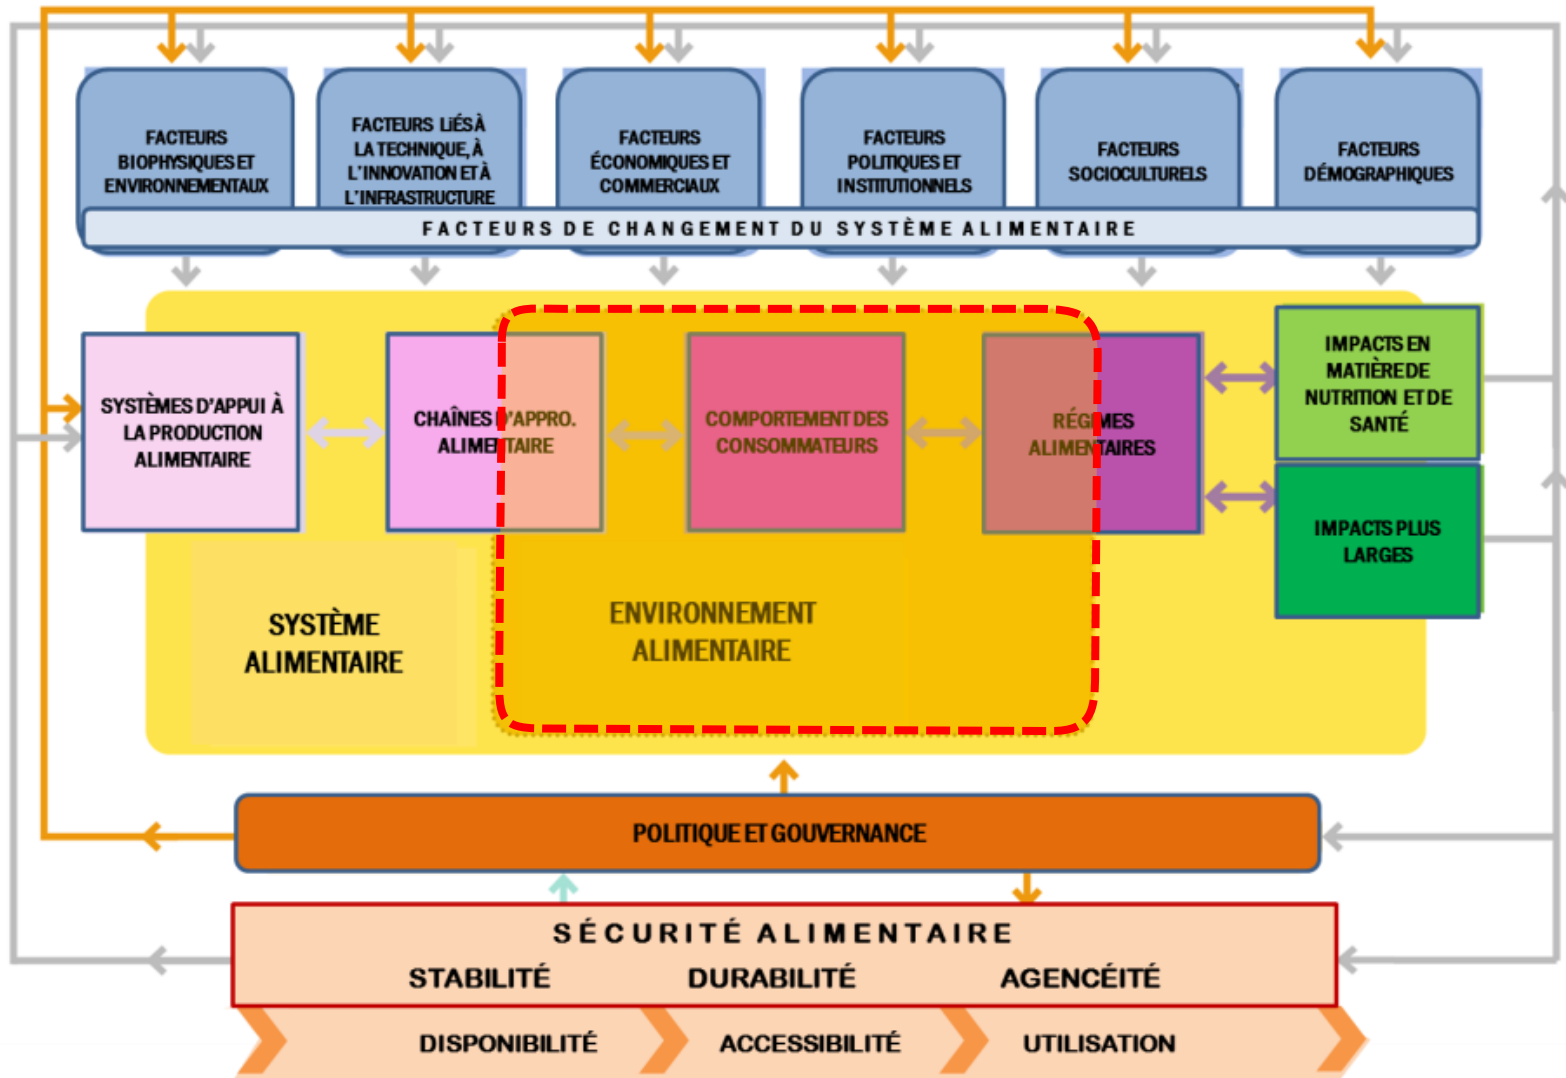 FACTEURS
BIOPHYSIQUES ET
ENVIRONNEMENTAUX
FACTEURS LIÉS À
LA TECHNIQUE, À
L'INNOVATION ET À
L'INFRASTRUCTURE
FACTEURS
ÉCONOMIQUES ET
COMMERCIAUX
FACTEURS
POLITIQUES ET
INSTITUTIONNELS
FACTEURS
SOCIOCULTURELS
FACTEURS
DÉMOGRAPHIQUES
FACTEURS DE CHANGEMENT DU SYSTÈME ALIMENTAIRE
SYSTÈMES D'APPUI À
LA PRODUCTION
ALIMENTAIRE
CHAÎNES D'APPRO.
ALIMENTAIRE
COMPORTEMENT DES
CONSOMMATEURS
RÉGIMES
ALIMENTAIRES
IMPACTS EN
MATIÈRE DE
NUTRITION ET DE
SANTÉ
IMPACTS PLUS
LARGES
SYSTÈME
ALIMENTAIRE
ENVIRONNEMENT
ALIMENTAIRE
POLITIQUE ET GOUVERNANCE
SÉCURITÉ ALIMENTAIRE
STABILITÉ DURABILITÉ AGENCÉITÉ
DISPONIBILITÉ ACCESSIBILITÉ UTILISATION